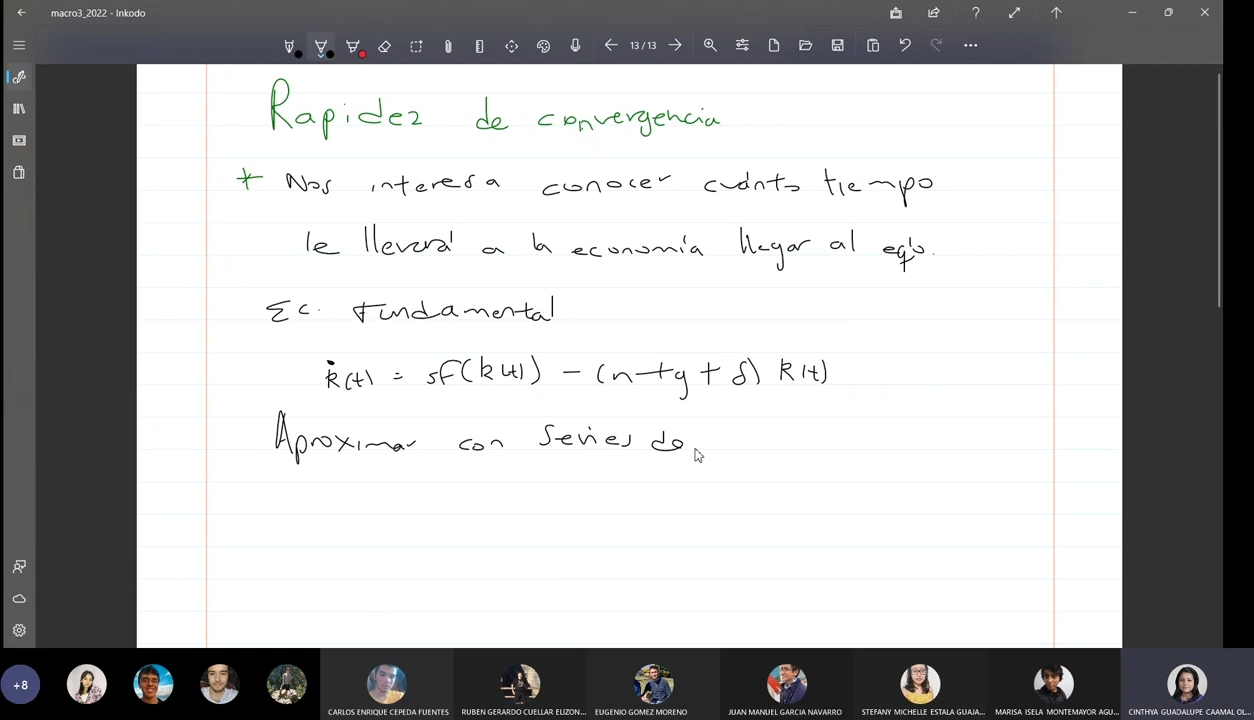 macro3_2022 - Inkodo
13 / 13
Rapidez de convergencia
* Nos interesa conocer cuánto tiempo
le llevará a la economía llegar al eq'o.
Ec. Fundamental
k̇(t) = sf(k(t)) - (n+g+δ) k(t)
Aproximar con series de
+8
CARLOS ENRIQUE CEPEDA FUENTES
RUBEN GERARDO CUELLAR ELIZON...
EUGENIO GOMEZ MORENO
JUAN MANUEL GARCIA NAVARRO
STEFANY MICHELLE ESTALA GUAJA...
MARISA ISELA MONTEMAYOR AGU...
CINTHYA GUADALUPE CAAMAL OL...